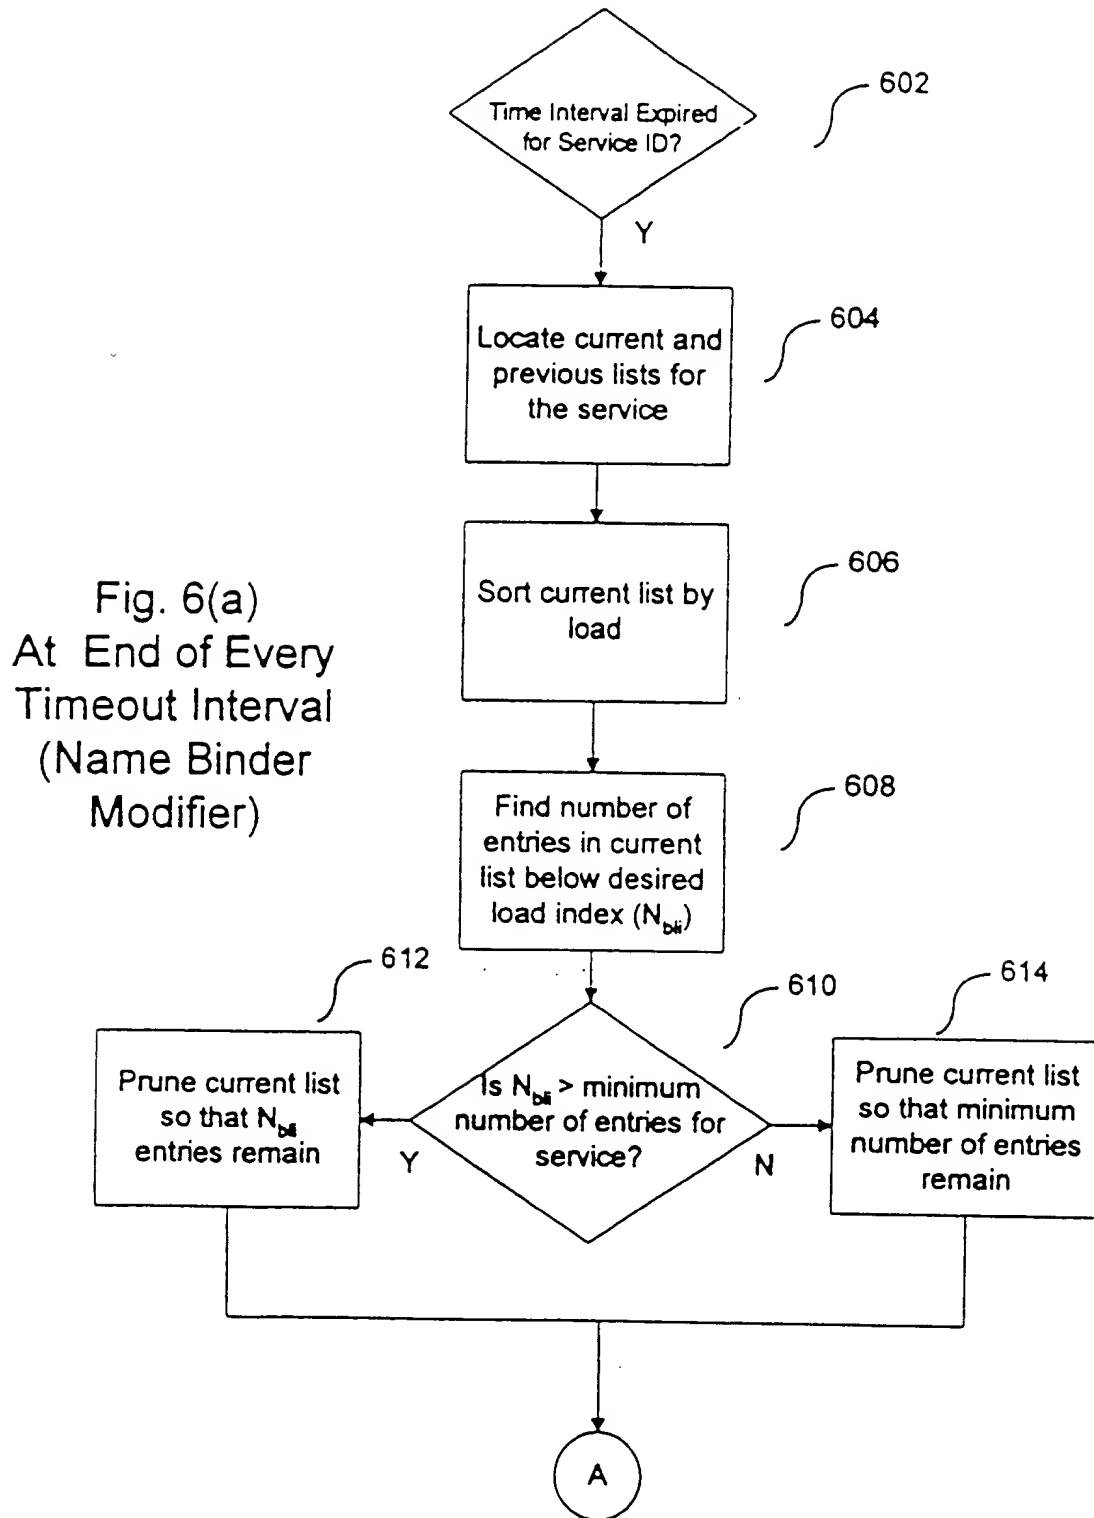 Time Interval Expired
for Service ID?
602
Y
Locate current and
previous lists for
the service
604
Sort current list by
load
606
Fig. 6(a)
At End of Every
Timeout Interval
(Name Binder
Modifier)
Find number of
entries in current
list below desired
load index (Nbli)
608
612
610
614
Prune current list
so that Nbli
entries remain
Is Nbli > minimum
number of entries for
service?
Y
N
Prune current list
so that minimum
number of entries
remain
A